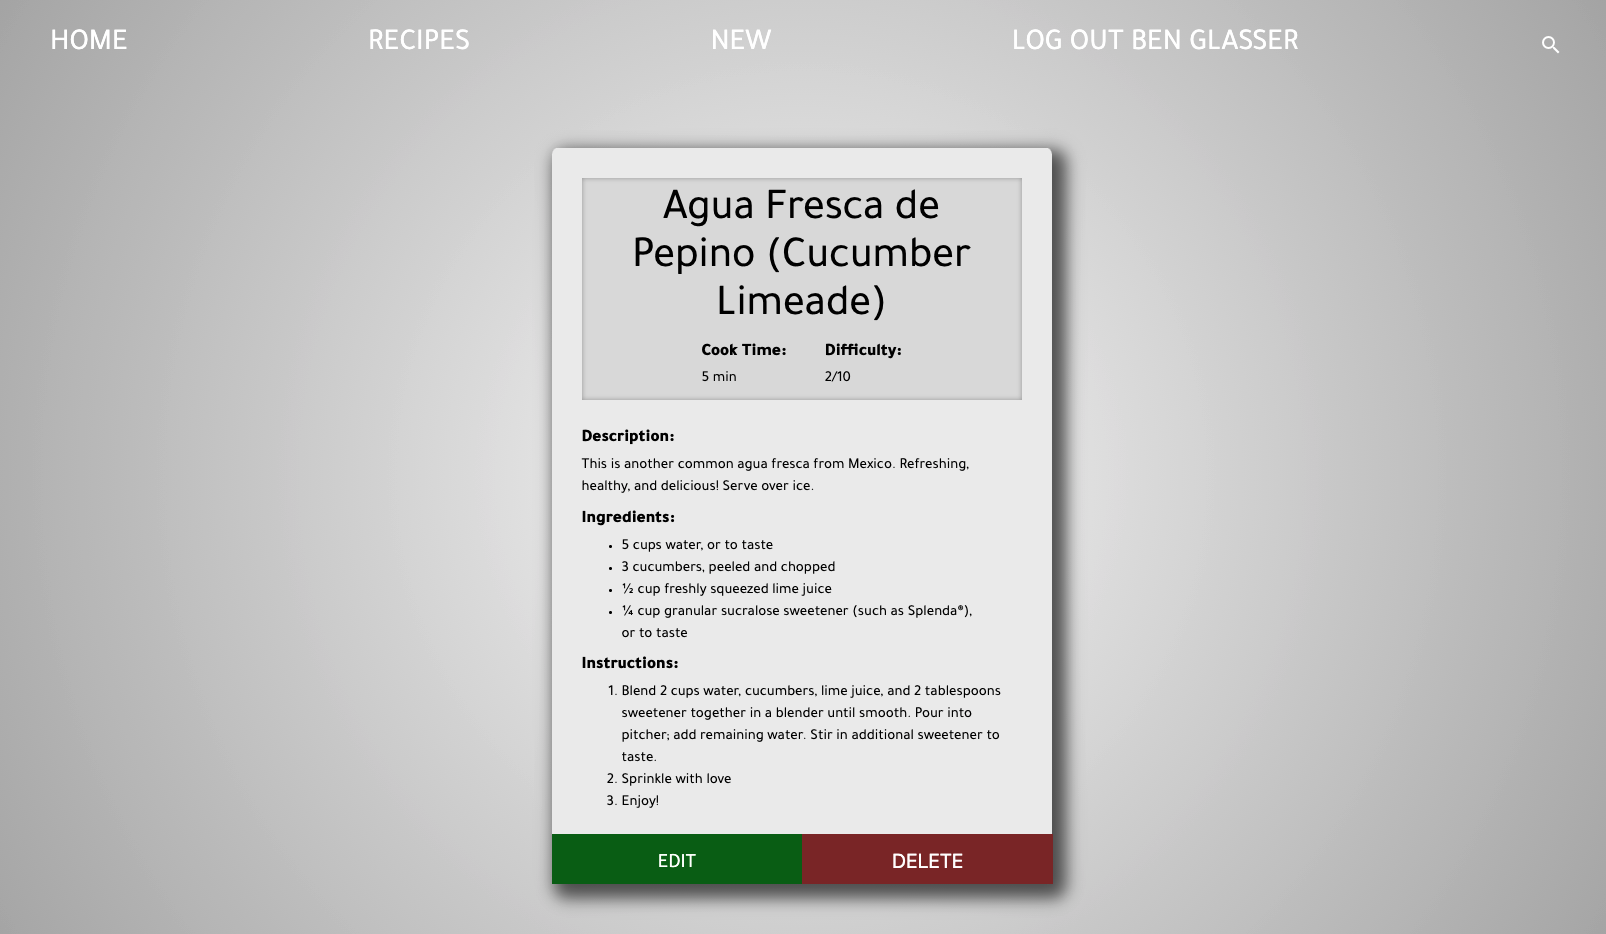 HOME RECIPES NEW LOG OUT BEN GLASSER
Agua Fresca de
Pepino (Cucumber
Limeade)
Cook Time: Difficulty:
5 min 2/10
Description:
This is another common agua fresca from Mexico. Refreshing,
healthy, and delicious! Serve over ice.
Ingredients:
• 5 cups water, or to taste
• 3 cucumbers, peeled and chopped
• ½ cup freshly squeezed lime juice
• ¼ cup granular sucralose sweetener (such as Splenda®),
or to taste
Instructions:
1. Blend 2 cups water, cucumbers, lime juice, and 2 tablespoons
sweetener together in a blender until smooth. Pour into
pitcher; add remaining water. Stir in additional sweetener to
taste.
2. Sprinkle with love
3. Enjoy!
EDIT DELETE